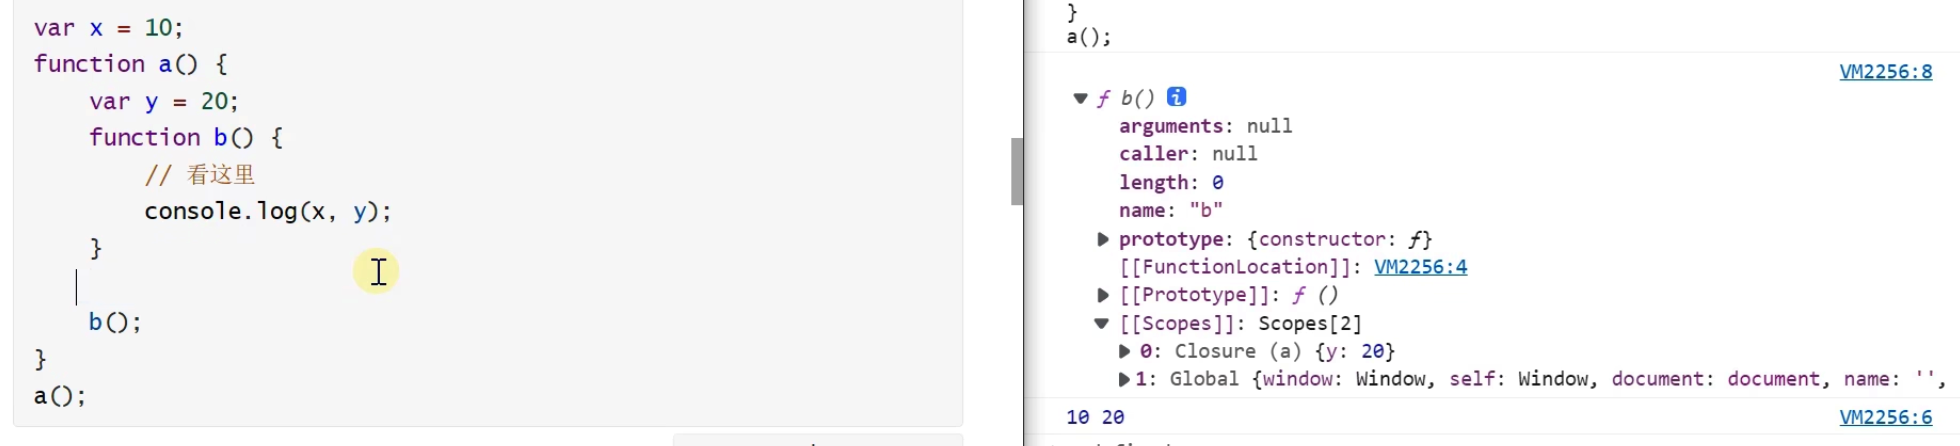 var x = 10;
function a() {
    var y = 20;
    function b() {
        // 看这里
        console.log(x, y);
    }
    b();
}
a();
}
a();
VM2256:8
▼ ƒ b() i
arguments: null
caller: null
length: 0
name: "b"
▶ prototype: {constructor: ƒ}
[[FunctionLocation]]: VM2256:4
▶ [[Prototype]]: ƒ ()
▼ [[Scopes]]: Scopes[2]
▶ 0: Closure (a) {y: 20}
▶ 1: Global {window: Window, self: Window, document: document, name: '',
10 20 VM2256:6